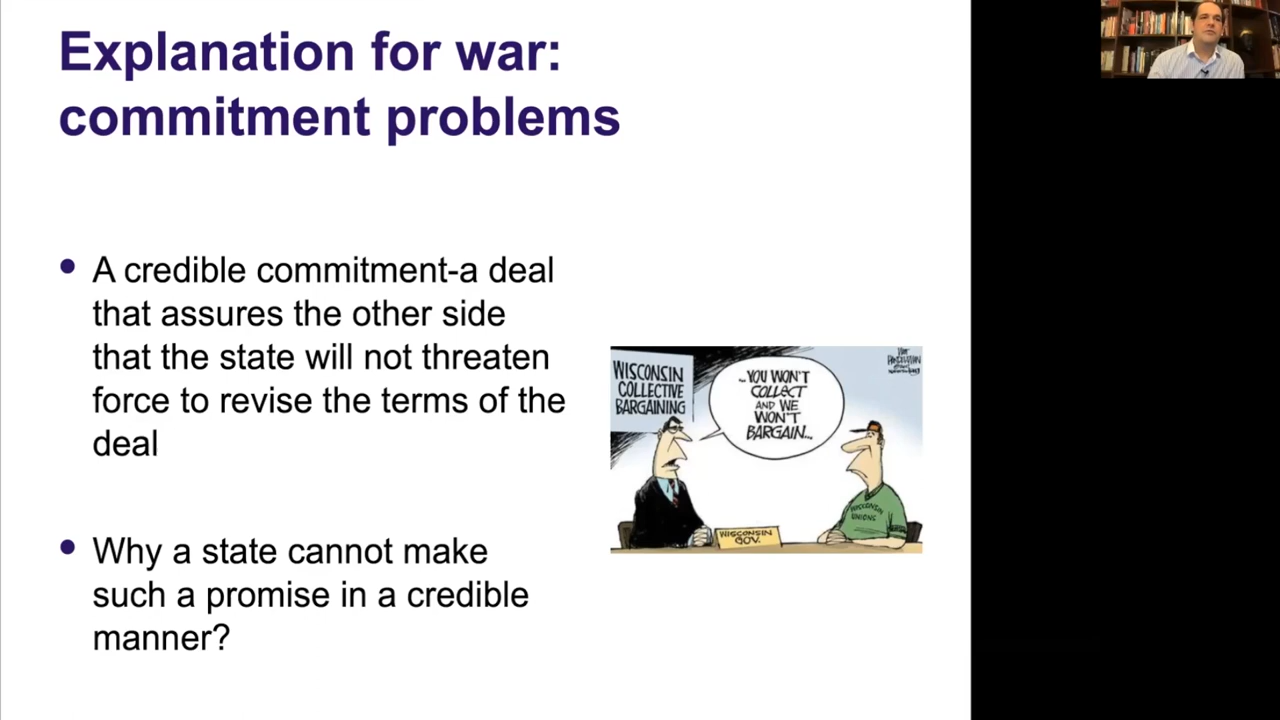 Explanation for war:
commitment problems
A credible commitment-a deal
that assures the other side
that the state will not threaten
force to revise the terms of the
deal
Why a state cannot make
such a promise in a credible
manner?
WISCONSIN
COLLECTIVE
BARGAINING
...YOU WON'T
COLLECT
AND WE
WON'T
BARGAIN...
WISCONSIN
UNIONS
WISCONSIN
GOV.